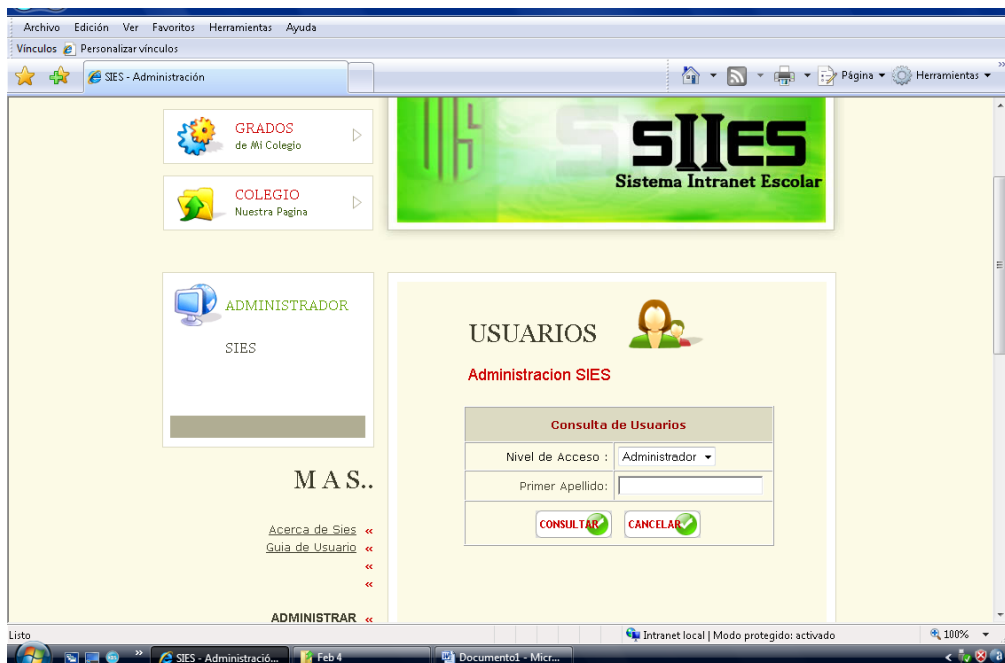 Archivo Edición Ver Favoritos Herramientas Ayuda
Vínculos Personalizar vínculos
SIES - Administración
Página Herramientas
GRADOS
de Mi Colegio
COLEGIO
Nuestra Pagina
SIIES
Sistema Intranet Escolar
ADMINISTRADOR
SIES
USUARIOS
Administracion SIES
Consulta de Usuarios
Nivel de Acceso : Administrador
Primer Apellido:
CONSULTAR CANCELAR
M A S..
Acerca de Sies «
Guia de Usuario «
«
«
ADMINISTRAR «
Listo
Intranet local | Modo protegido: activado
100%
SIES - Administració...
Feb 4
Documento1 - Micr...